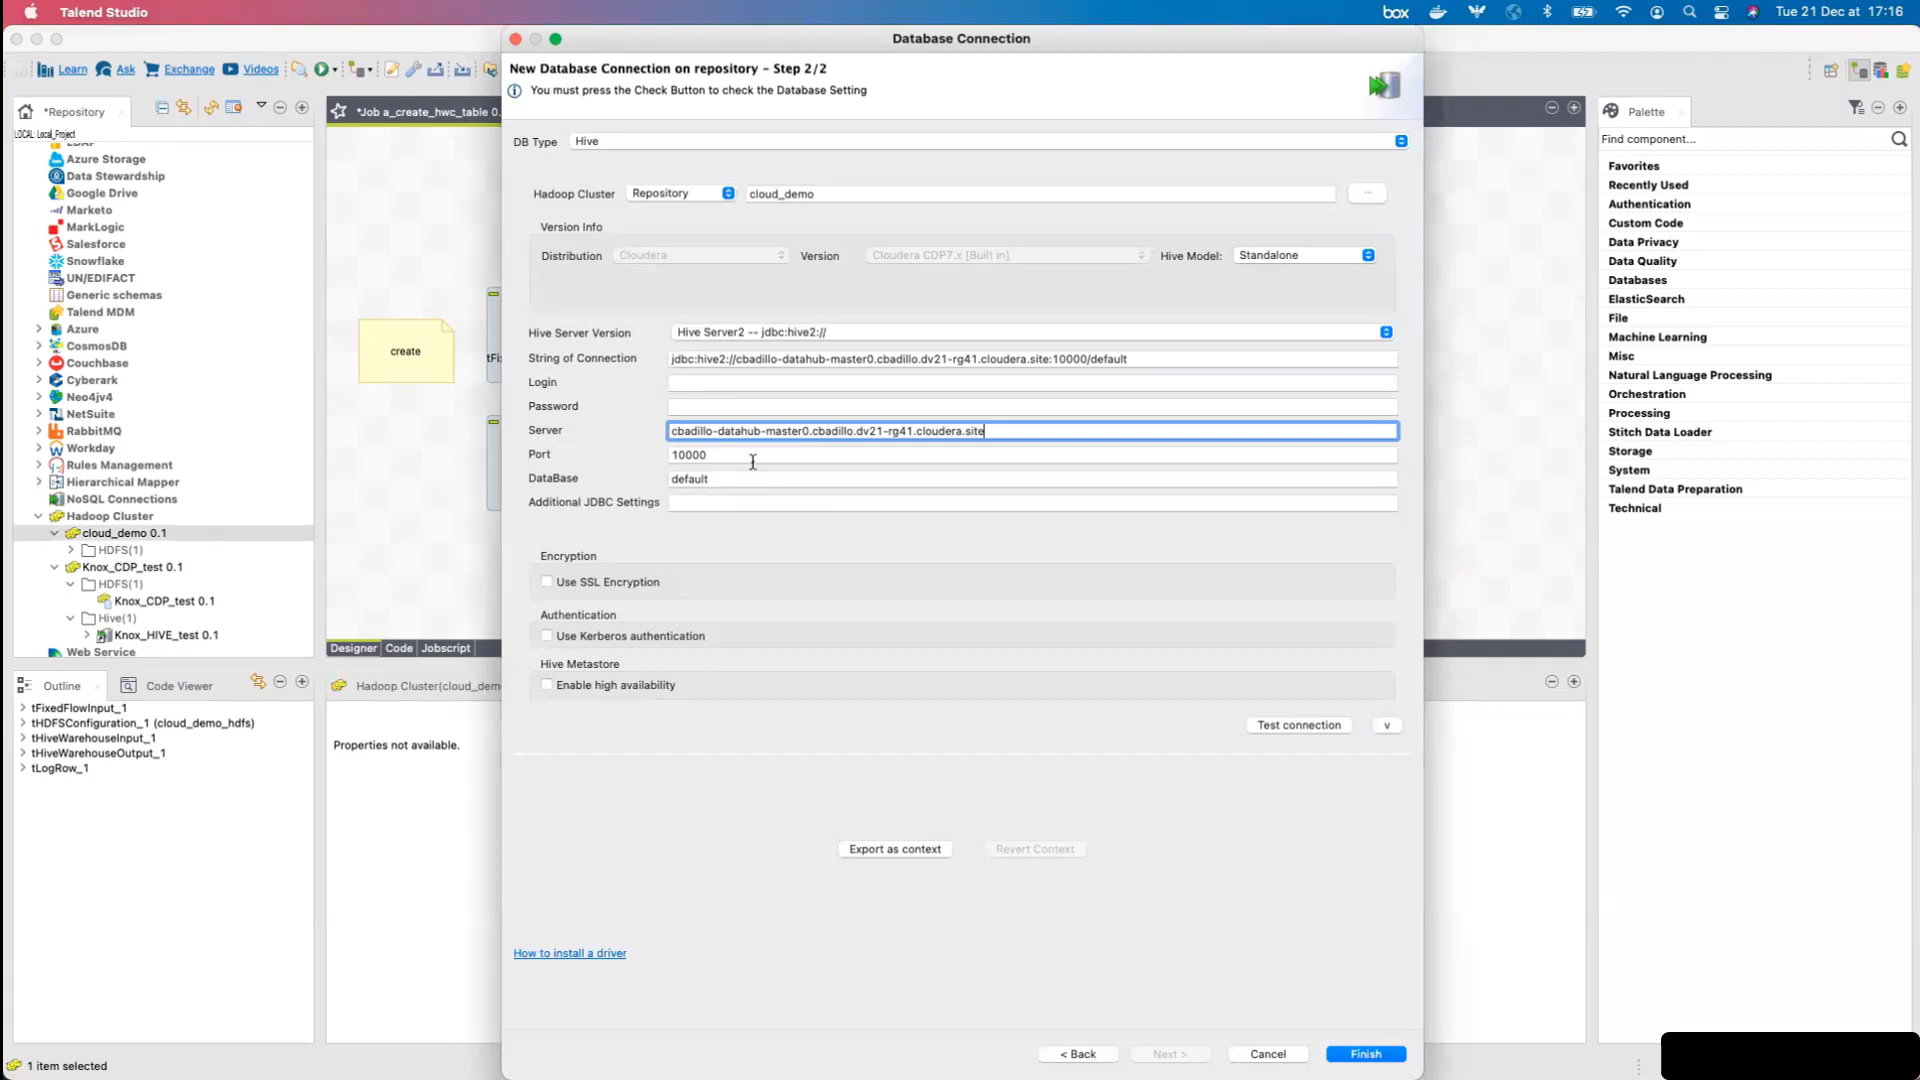 Talend Studio
box
Tue 21 Dec at 17:16
Database Connection
Learn
Ask
Exchange
Videos
New Database Connection on repository - Step 2/2
You must press the Check Button to check the Database Setting
*Repository
*Job a_create_hwc_table 0.
Palette
LOCAL: Local_Project
Find component...
DB Type
Hive
Azure Storage
Data Stewardship
Google Drive
Marketo
MarkLogic
Salesforce
Snowflake
UN/EDIFACT
Generic schemas
Talend MDM
Azure
CosmosDB
Couchbase
Cyberark
Neo4jv4
NetSuite
RabbitMQ
Workday
Rules Management
Hierarchical Mapper
NoSQL Connections
Hadoop Cluster
cloud_demo 0.1
HDFS(1)
Knox_CDP_test 0.1
HDFS(1)
Knox_CDP_test 0.1
Hive(1)
Knox_HIVE_test 0.1
Web Service
create
tFi
Hadoop Cluster
Repository
cloud_demo
...
Version Info
Distribution
Cloudera
Version
Cloudera CDP7.x [Built in]
Hive Model:
Standalone
Hive Server Version
Hive Server2 -- jdbc:hive2://
String of Connection
jdbc:hive2://cbadillo-datahub-master0.cbadillo.dv21-rg41.cloudera.site:10000/default
Login
Password
Server
cbadillo-datahub-master0.cbadillo.dv21-rg41.cloudera.site
Port
10000
DataBase
default
Additional JDBC Settings
Encryption
Use SSL Encryption
Authentication
Use Kerberos authentication
Hive Metastore
Enable high availability
Test connection
v
Export as context
Revert Context
How to install a driver
< Back
Next >
Cancel
Finish
Favorites
Recently Used
Authentication
Custom Code
Data Privacy
Data Quality
Databases
ElasticSearch
File
Machine Learning
Misc
Natural Language Processing
Orchestration
Processing
Stitch Data Loader
Storage
System
Talend Data Preparation
Technical
Designer
Code
Jobscript
Outline
Code Viewer
Hadoop Cluster(cloud_dem
tFixedFlowInput_1
tHDFSConfiguration_1 (cloud_demo_hdfs)
tHiveWarehouseInput_1
tHiveWarehouseOutput_1
tLogRow_1
Properties not available.
1 item selected